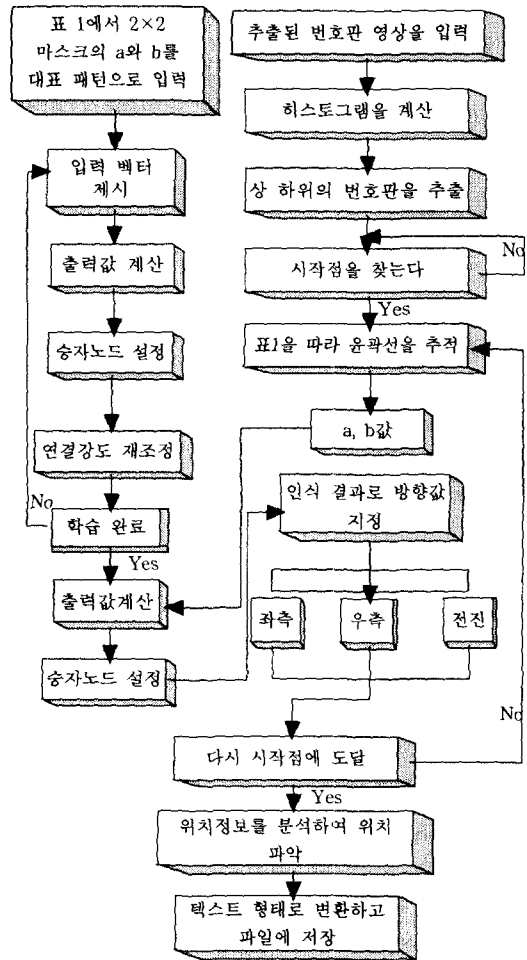 표 1에서 2×2
마스크의 a와 b를
대표 패턴으로 입력
입력 벡터
제시
출력값 계산
승자노드 설정
연결강도 재조정
No
학습 완료
Yes
출력값계산
승자노드 설정
추출된 번호판 영상을 입력
히스토그램을 계산
상 하위의 번호판을 추출
No
시작점을 찾는다
Yes
표1을 따라 윤곽선을 추적
a, b값
인식 결과로 방향값
지정
좌측
우측
전진
No
다시 시작점에 도달
Yes
위치정보를 분석하여 위치
파악
텍스트 형태로 변환하고
파일에 저장